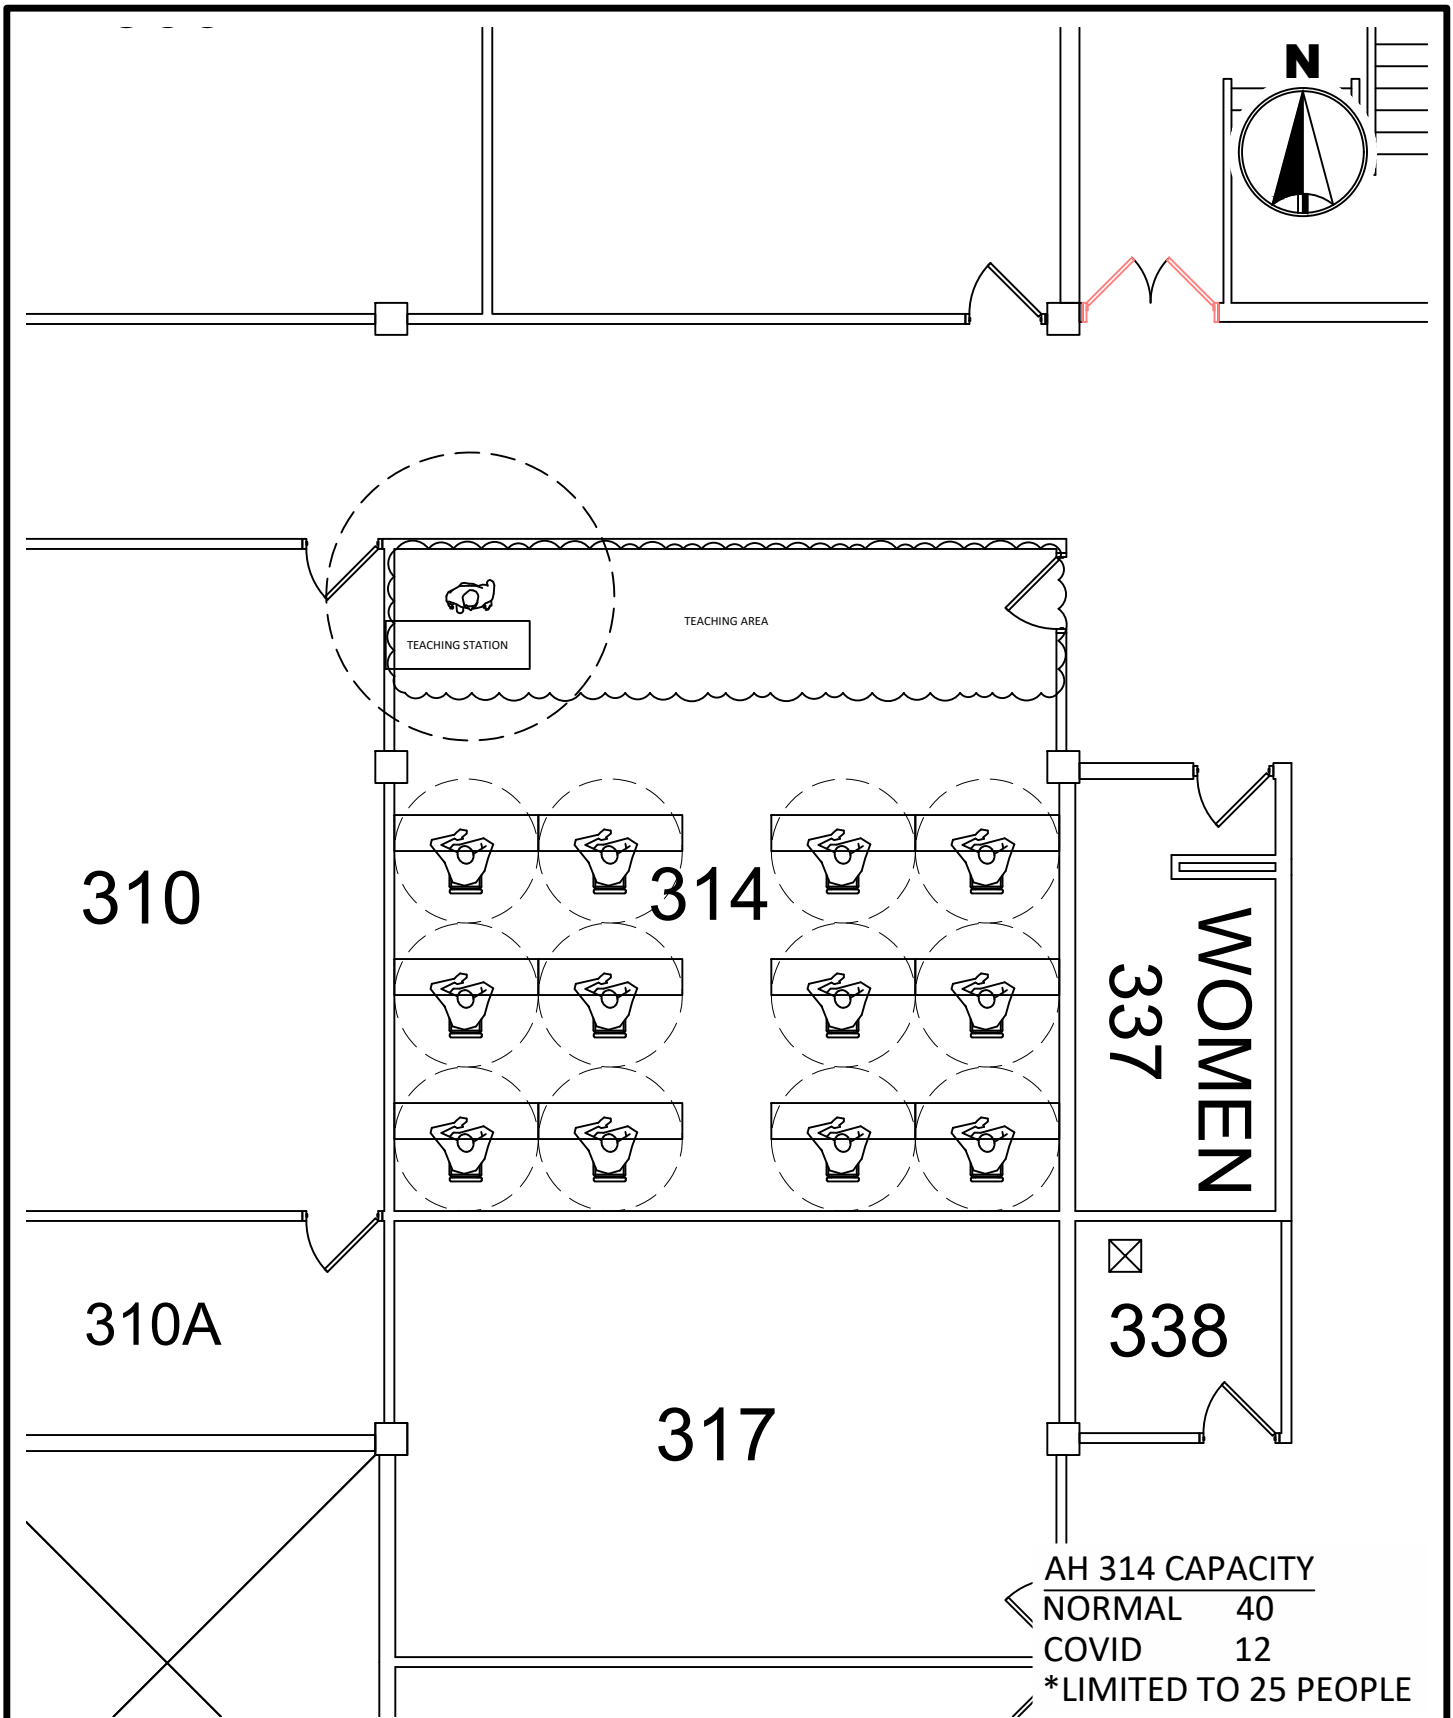 N
TEACHING AREA
TEACHING STATION
310
314
WOMEN
337
310A
338
317
AH 314 CAPACITY
NORMAL 40
COVID 12
*LIMITED TO 25 PEOPLE